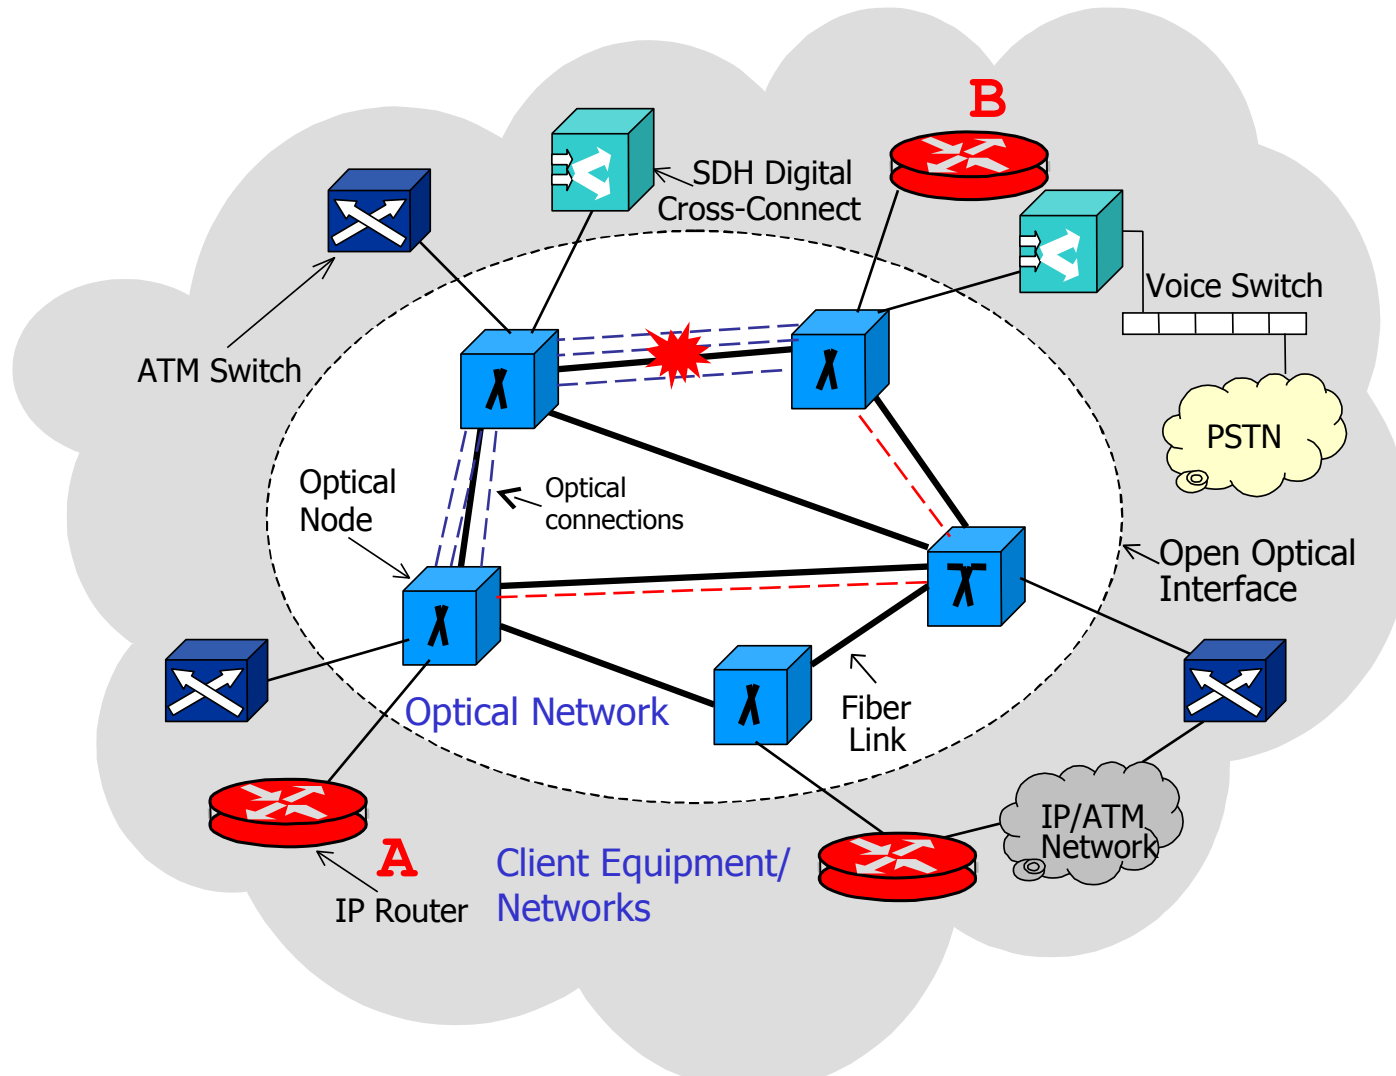 B
SDH Digital
Cross-Connect
Voice Switch
ATM Switch
PSTN
Optical
Node
Optical
connections
Open Optical
Interface
Optical Network
Fiber
Link
IP/ATM
Network
A
Client Equipment/
Networks
IP Router